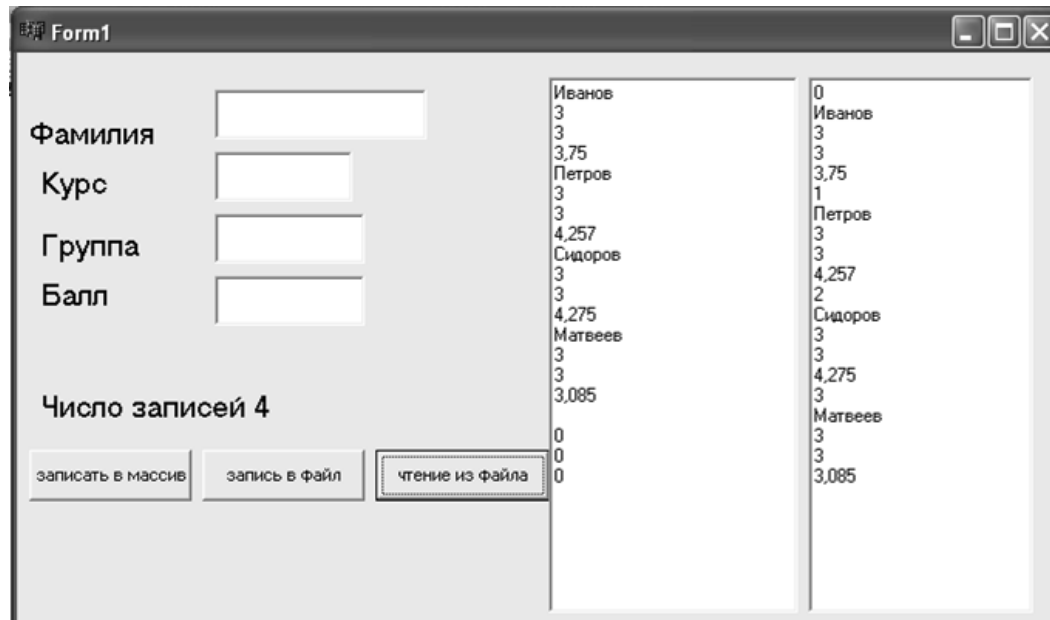 Form1
Фамилия
Курс
Группа
Балл
Число записей 4
записать в массив
запись в файл
чтение из файла
Иванов
3
3
3,75
Петров
3
3
4,257
Сидоров
3
3
4,275
Матвеев
3
3
3,085
0
0
0
0
Иванов
3
3
3,75
1
Петров
3
3
4,257
2
Сидоров
3
3
4,275
3
Матвеев
3
3
3,085